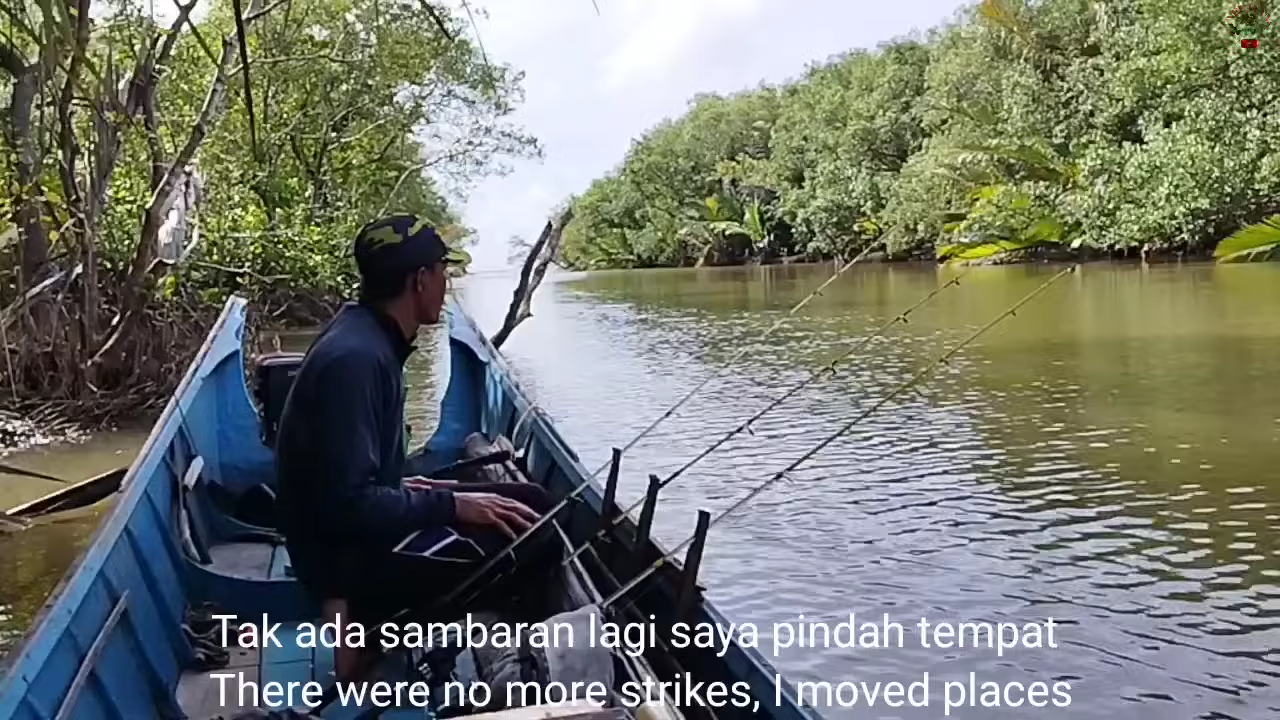 Tak ada sambaran lagi saya pindah tempat
There were no more strikes, I moved places